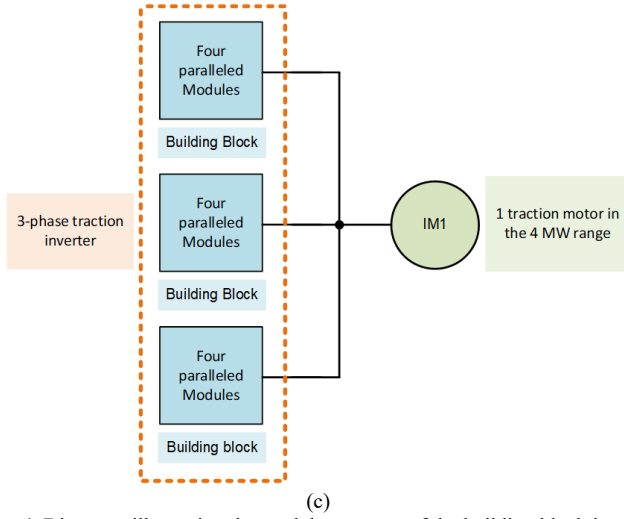 Four
paralleled
Modules
Building Block
3-phase traction
inverter
Four
paralleled
Modules
Building Block
IM1
1 traction motor in
the 4 MW range
Four
paralleled
Modules
Building block
(c)